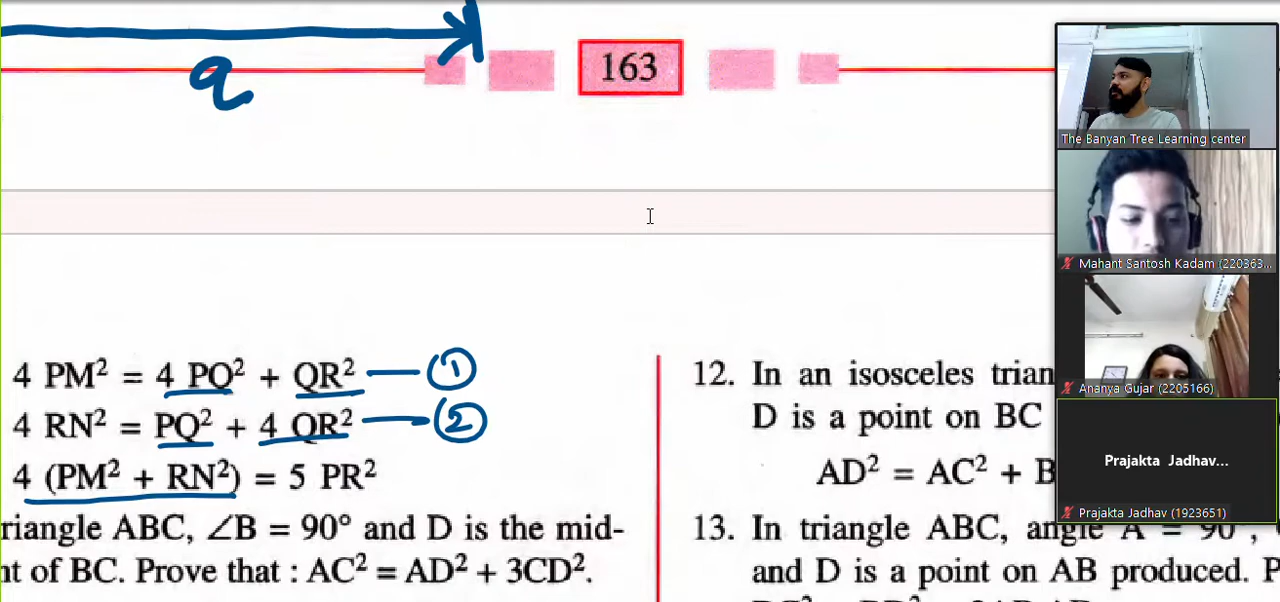 a
163
4 PM² = 4 PQ² + QR² — ①
4 RN² = PQ² + 4 QR² — ②
4 (PM² + RN²) = 5 PR²
riangle ABC, ∠B = 90° and D is the mid-
nt of BC. Prove that : AC² = AD² + 3CD².
12. In an isosceles trian
D is a point on BC
AD² = AC² + B
13. In triangle ABC, angle A = 90°,
and D is a point on AB produced. P
The Banyan Tree Learning center
Mahant Santosh Kadam (220363...
Ananya Gujar (2205166)
Prajakta Jadhav...
Prajakta Jadhav (1923651)